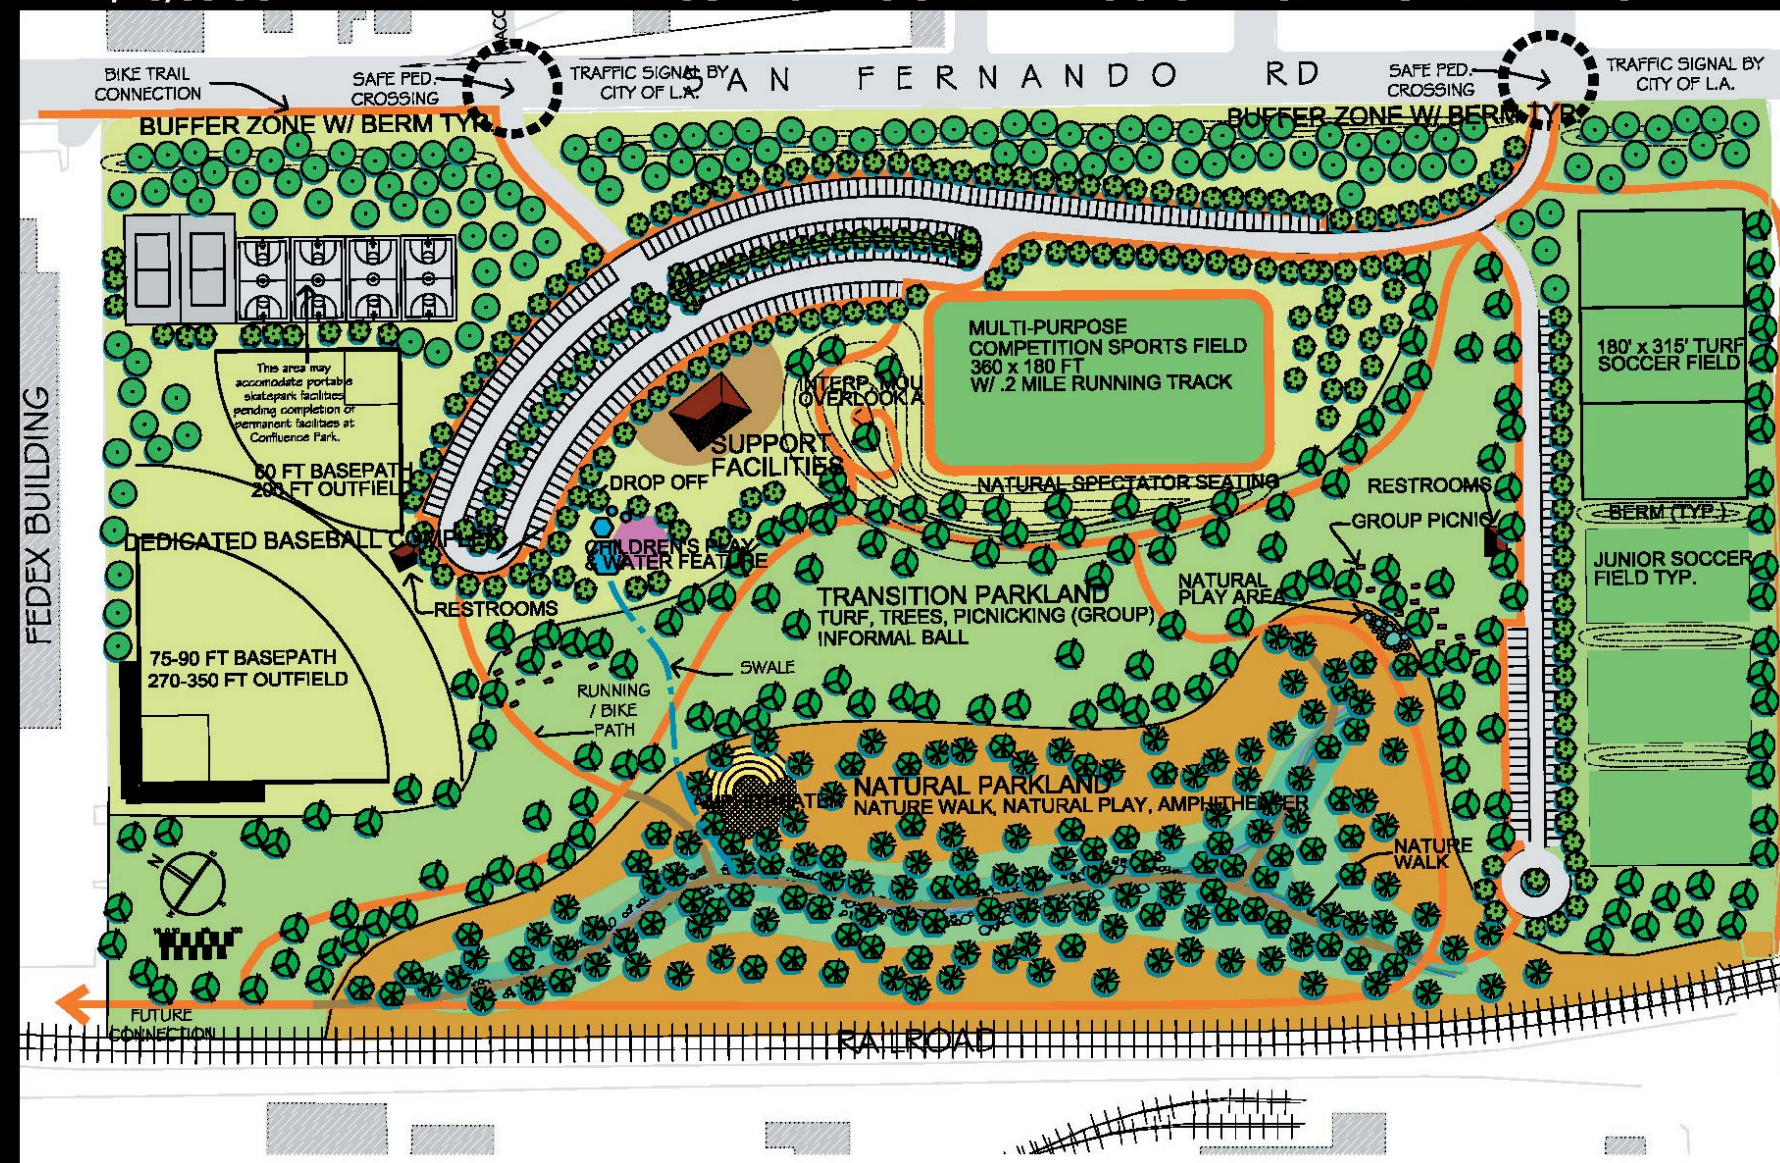 BIKE TRAIL
CONNECTION
SAFE PED.
CROSSING
TRAFFIC SIGNAL BY
CITY OF L.A.
SAN FERNANDO RD
SAFE PED.
CROSSING
TRAFFIC SIGNAL BY
CITY OF L.A.
BUFFER ZONE W/ BERM TYP.
BUFFER ZONE W/ BERM TYP.
FEDEX BUILDING
This area may
accomodate portable
skatepark facilities
pending completion of
permanent facilities at
Confluence Park.
60 FT BASEPATH
200 FT OUTFIELD
DEDICATED BASEBALL COMPLEX
RESTROOMS
75-90 FT BASEPATH
270-350 FT OUTFIELD
MULTI-PURPOSE
COMPETITION SPORTS FIELD
360 x 180 FT
W/ .2 MILE RUNNING TRACK
INTERP. MOU
OVERLOOK A
SUPPORT
FACILITIES
DROP OFF
NATURAL SPECTATOR SEATING
CHILDREN'S PLAY
& WATER FEATURE
180' x 315' TURF
SOCCER FIELD
RESTROOMS
GROUP PICNIC
BERM (TYP.)
JUNIOR SOCCER
FIELD TYP.
NATURAL
PLAY AREA
TRANSITION PARKLAND
TURF, TREES, PICNICKING (GROUP)
INFORMAL BALL
SWALE
RUNNING
/ BIKE
PATH
AMPHITHEATER
NATURAL PARKLAND
NATURE WALK, NATURAL PLAY, AMPHITHEATER
NATURE
WALK
N
FUTURE
CONNECTION
RAILROAD